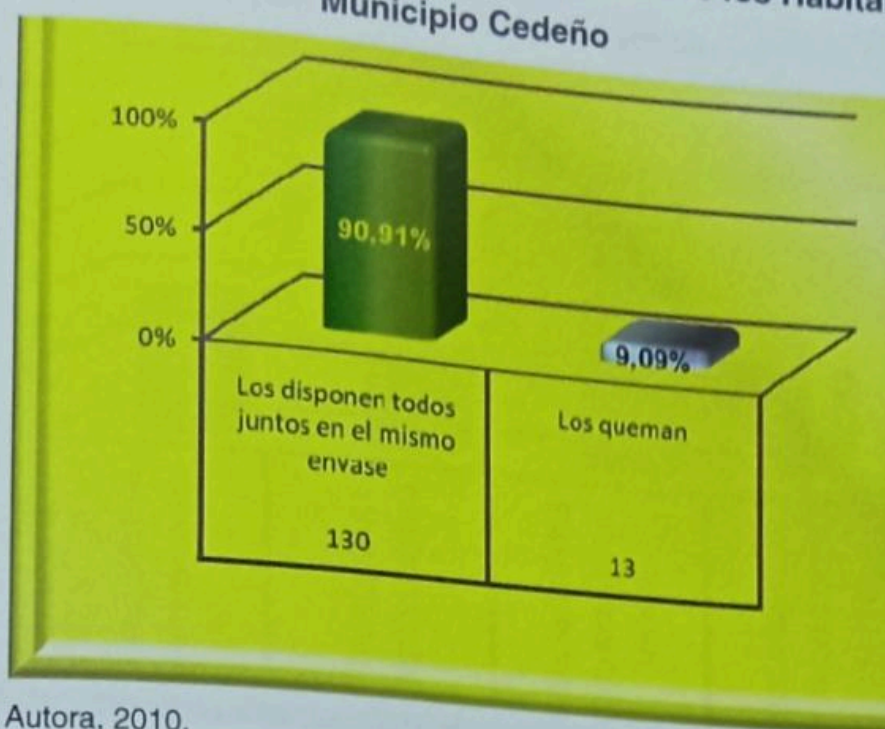 Municipio Cedeño
100%
50%
0%
90,91%
9,09%
Los disponen todos
juntos en el mismo
envase
130
Los queman
13
Autora, 2010.